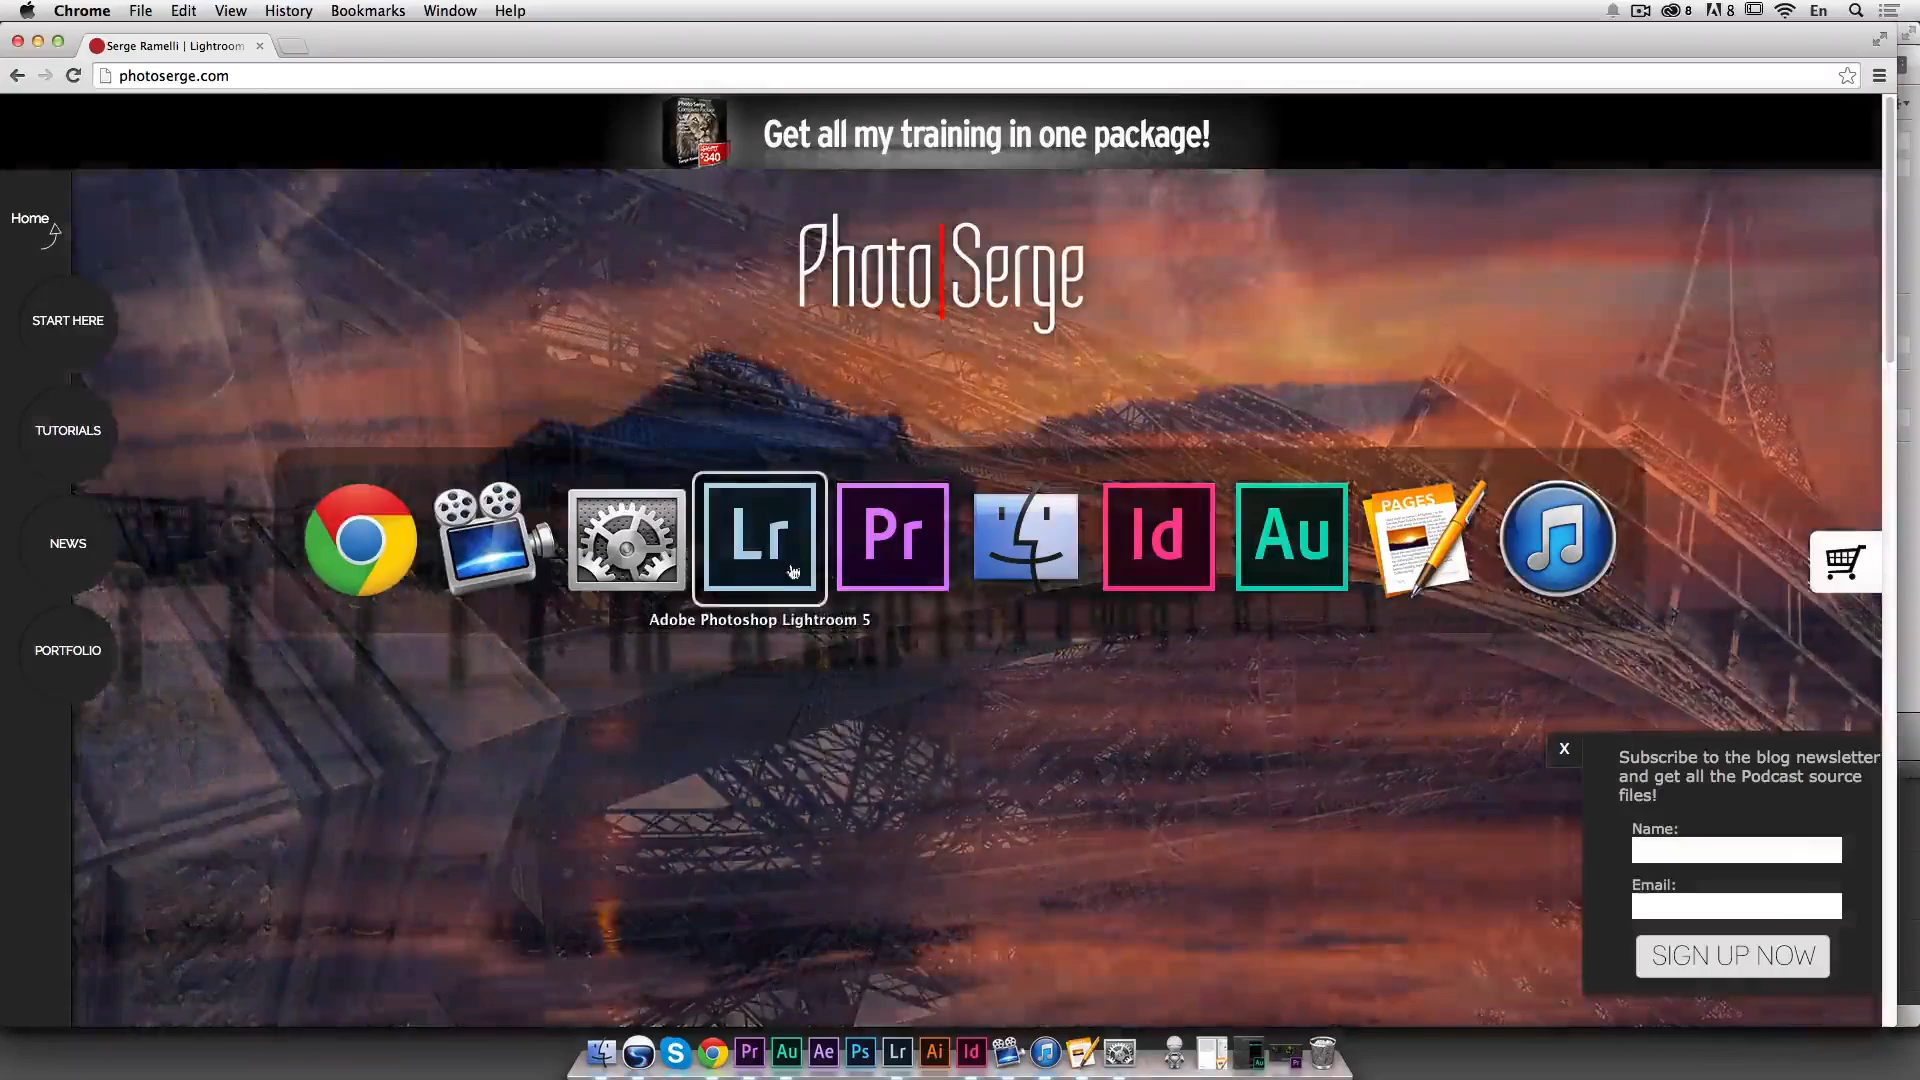 Chrome File Edit View History Bookmarks Window Help
8 8 En
Serge Ramelli | Lightroom
photoserge.com
$340
Get all my training in one package!
Home
Photo Serge
START HERE
TUTORIALS
NEWS
PORTFOLIO
Lr Pr Id Au PAGES
Adobe Photoshop Lightroom 5
X
Subscribe to the blog newsletter
and get all the Podcast source
files!
Name:
Email:
SIGN UP NOW
Pr Au Ae Ps Lr Ai Id